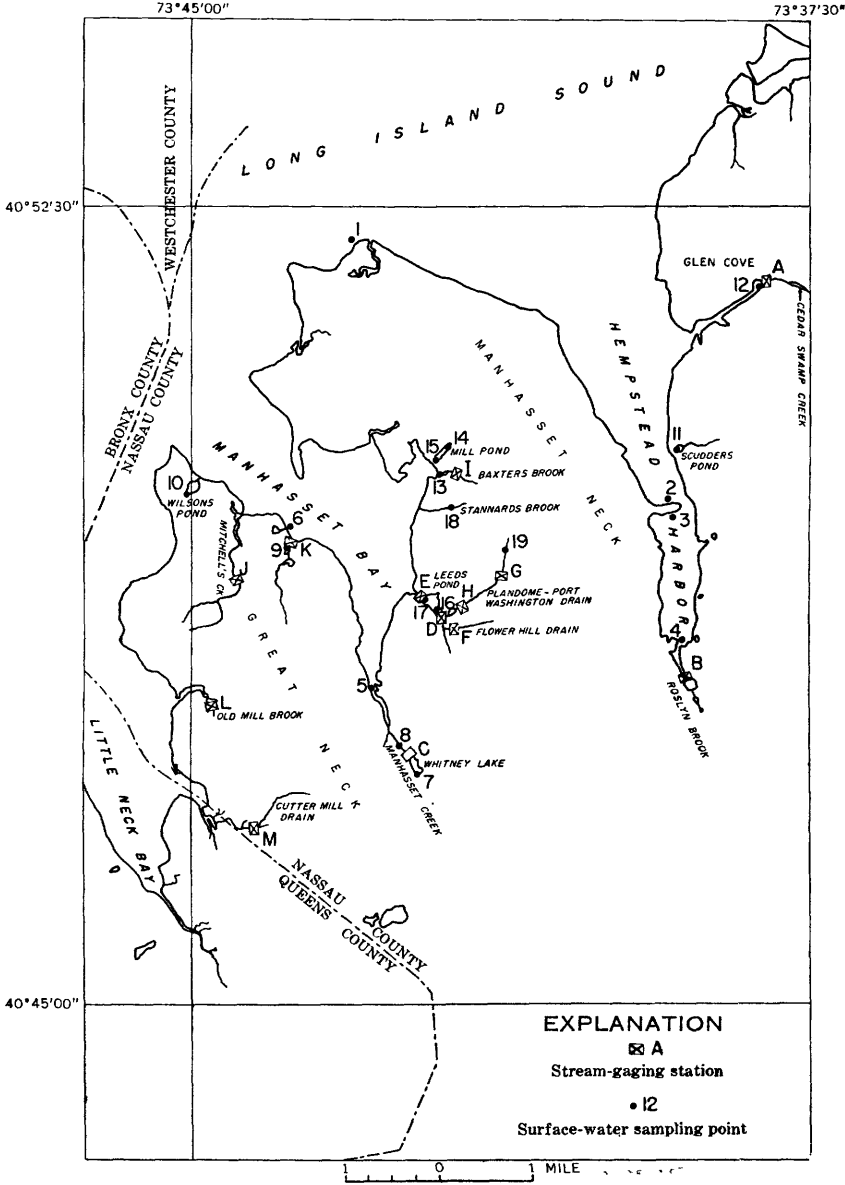 73°45'00"
73°37'30"
LONG ISLAND SOUND
WESTCHESTER COUNTY
40°52'30"
1
GLEN COVE
A
12
CEDAR SWAMP CREEK
HEMPSTEAD
HARBOR
MANHASSET
NECK
BRONX COUNTY
NASSAU COUNTY
MANHASSET BAY
14
15
MILL POND
I
BAXTERS BROOK
13
11
SCUDDERS
POND
10
WILSONS
POND
2
3
18
STANNARDS BROOK
6
K
9
MITCHELL'S CK
J
19
G
E
LEEDS
POND
H
PLANDOME-PORT
WASHINGTON DRAIN
16
17
D
F
FLOWER HILL DRAIN
GREAT
NECK
4
B
ROSLYN BROOK
5
L
OLD MILL BROOK
8
C
WHITNEY LAKE
7
MANHASSET CREEK
LITTLE NECK BAY
CUTTER MILL
DRAIN
M
NASSAU COUNTY
QUEENS COUNTY
40°45'00"
EXPLANATION
A
Stream-gaging station
12
Surface-water sampling point
1 0 1 MILE